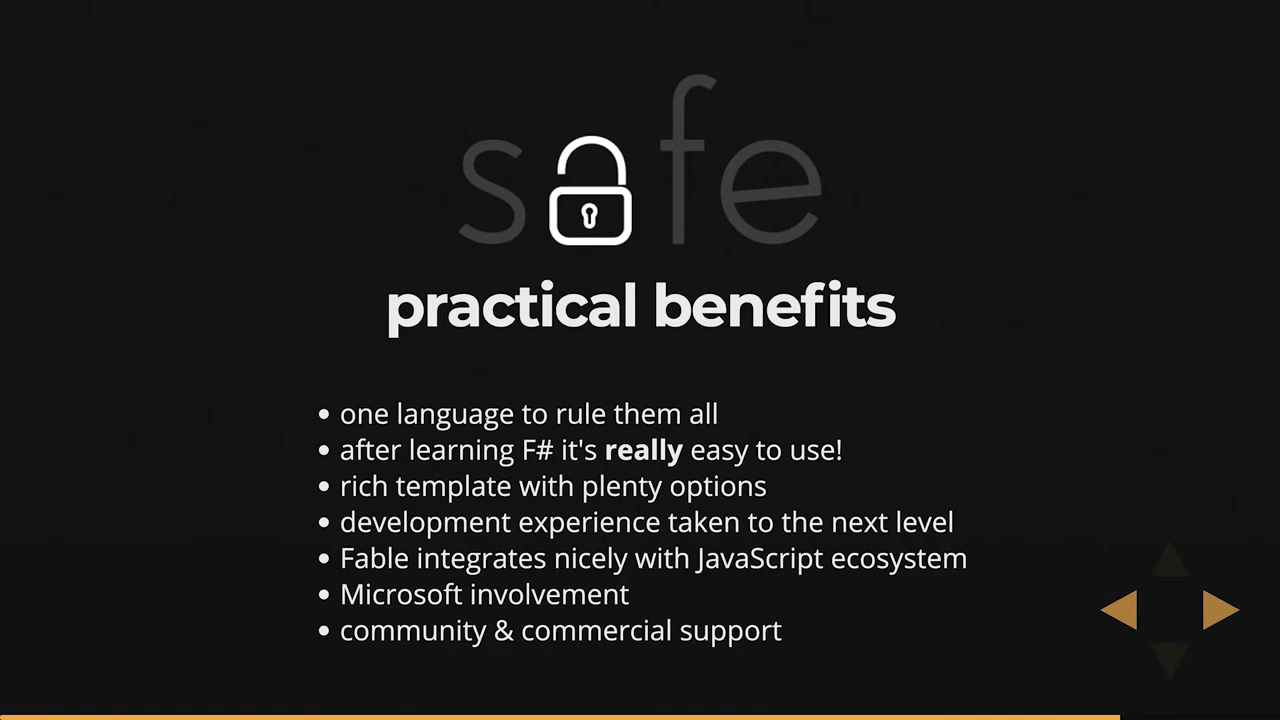 safe
practical benefits
• one language to rule them all
• after learning F# it's really easy to use!
• rich template with plenty options
• development experience taken to the next level
• Fable integrates nicely with JavaScript ecosystem
• Microsoft involvement
• community & commercial support